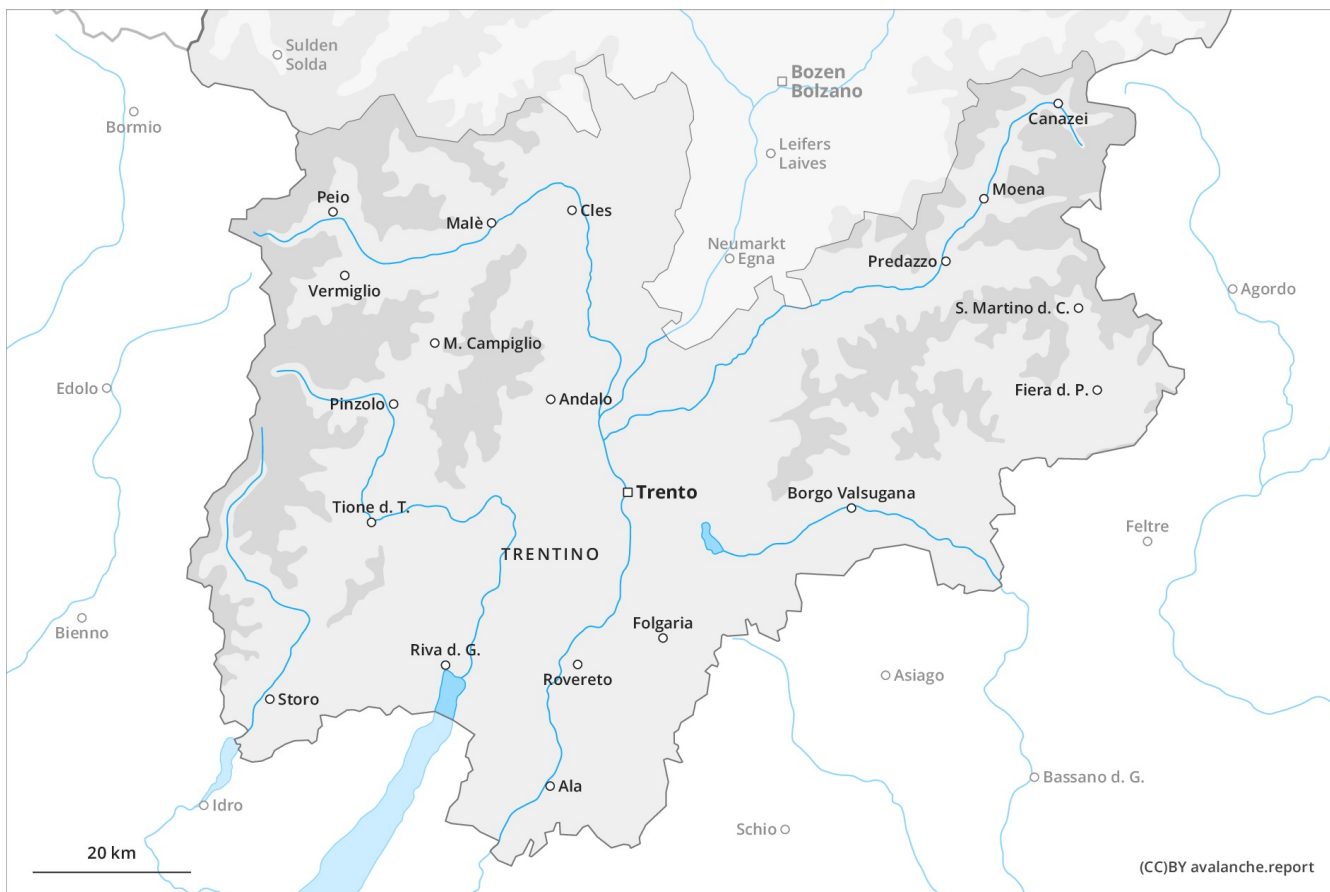 Sulden
Solda
Bozen
Bolzano
Bormio
Canazei
Leifers
Laives
Peio
Moena
Malè
Cles
Neumarkt
Egna
Predazzo
Vermiglio
Agordo
S. Martino d. C.
M. Campiglio
Edolo
Pinzolo
Andalo
Fiera d. P.
Trento
Borgo Valsugana
Tione d. T.
Feltre
TRENTINO
Bienno
Folgaria
Riva d. G.
Rovereto
Asiago
Storo
Bassano d. G.
Ala
Idro
Schio
20 km
(CC)BY avalanche.report